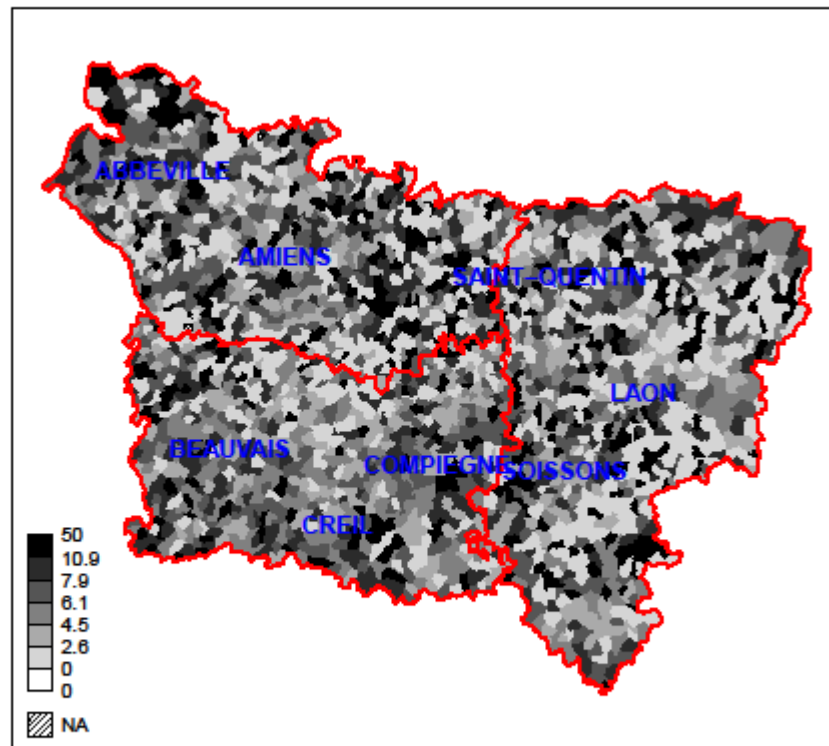 ABBEVILLE
AMIENS
SAINT-QUENTIN
LAON
BEAUVAIS
COMPIEGNE
SOISSONS
CREIL
50
10.9
7.9
6.1
4.5
2.6
0
0
NA